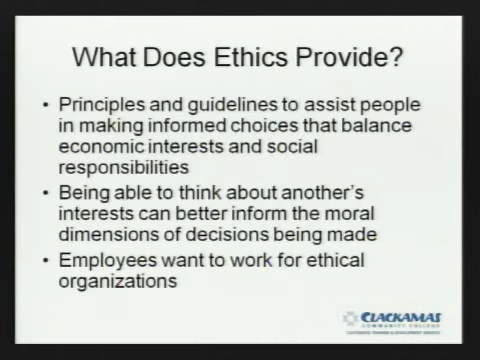 What Does Ethics Provide?
• Principles and guidelines to assist people
in making informed choices that balance
economic interests and social
responsibilities
• Being able to think about another's
interests can better inform the moral
dimensions of decisions being made
• Employees want to work for ethical
organizations
CLACKAMAS
COMMUNITY COLLEGE